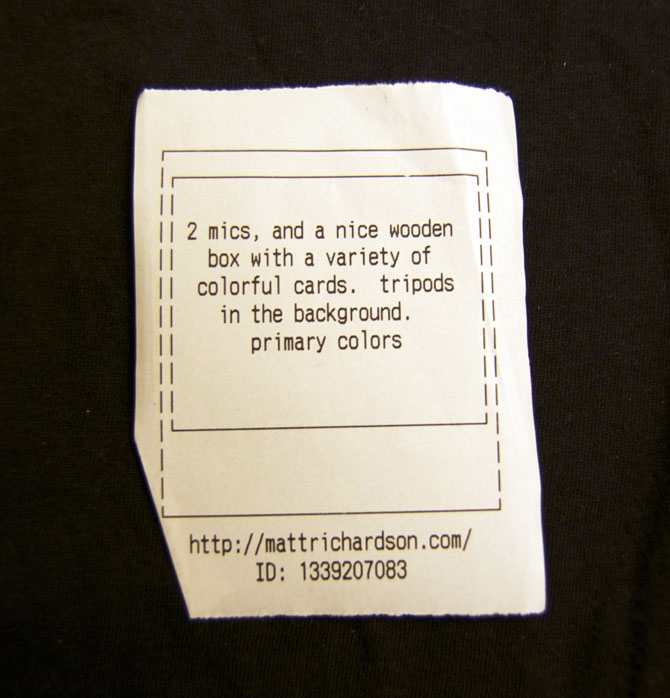 2 mics, and a nice wooden
box with a variety of
colorful cards.  tripods
in the background.
primary colors
http://mattrichardson.com/
ID: 1339207083